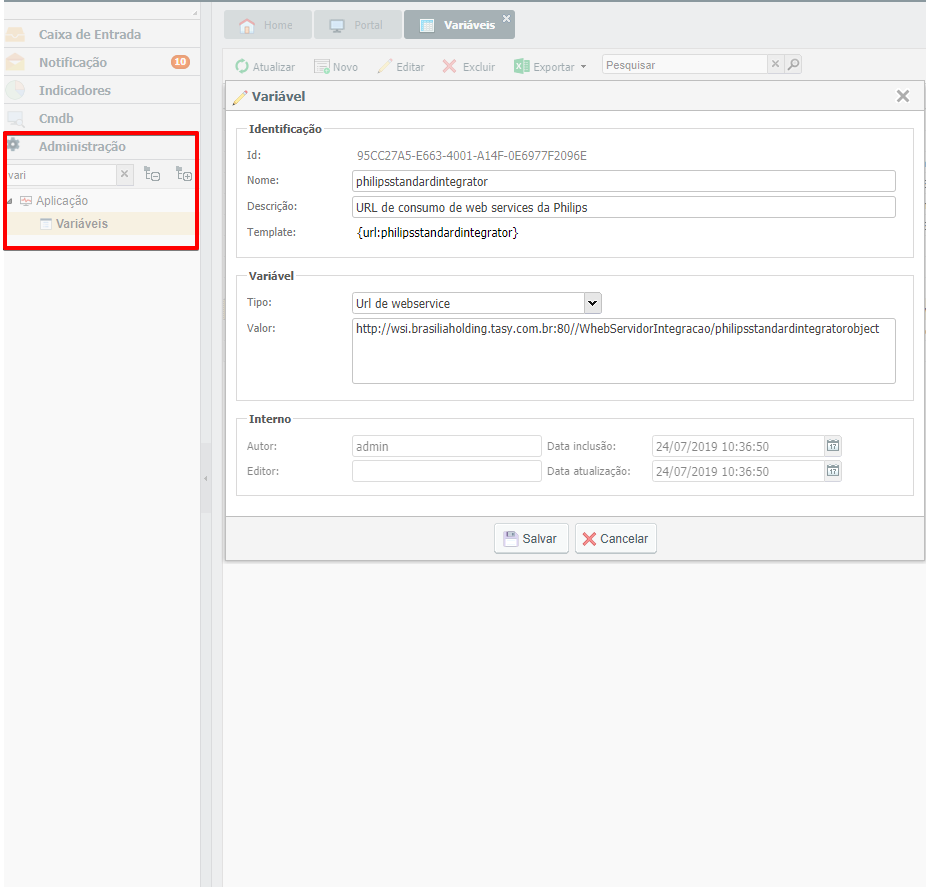 Caixa de Entrada
Notificação 10
Indicadores
Cmdb
Administração
vari
Aplicação
Variáveis
Home Portal Variáveis
Atualizar Novo Editar Excluir Exportar Pesquisar
Variável
Identificação
Id: 95CC27A5-E663-4001-A14F-0E6977F2096E
Nome: philipsstandardintegrator
Descrição: URL de consumo de web services da Philips
Template: {url:philipsstandardintegrator}
Variável
Tipo: Url de webservice
Valor: http://wsi.brasiliaholding.tasy.com.br:80//WhebServidorIntegracao/philipsstandardintegratorobject
Interno
Autor: admin Data inclusão: 24/07/2019 10:36:50
Editor: Data atualização: 24/07/2019 10:36:50
Salvar Cancelar